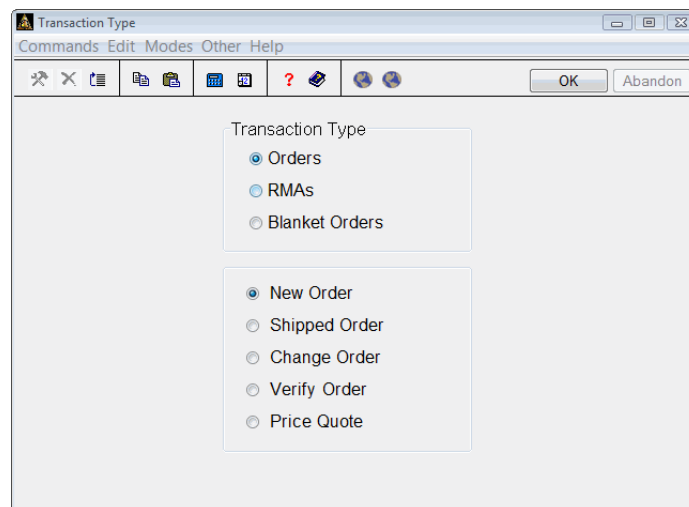 Transaction Type
Commands Edit Modes Other Help
? OK Abandon
Transaction Type
Orders
RMAs
Blanket Orders
New Order
Shipped Order
Change Order
Verify Order
Price Quote